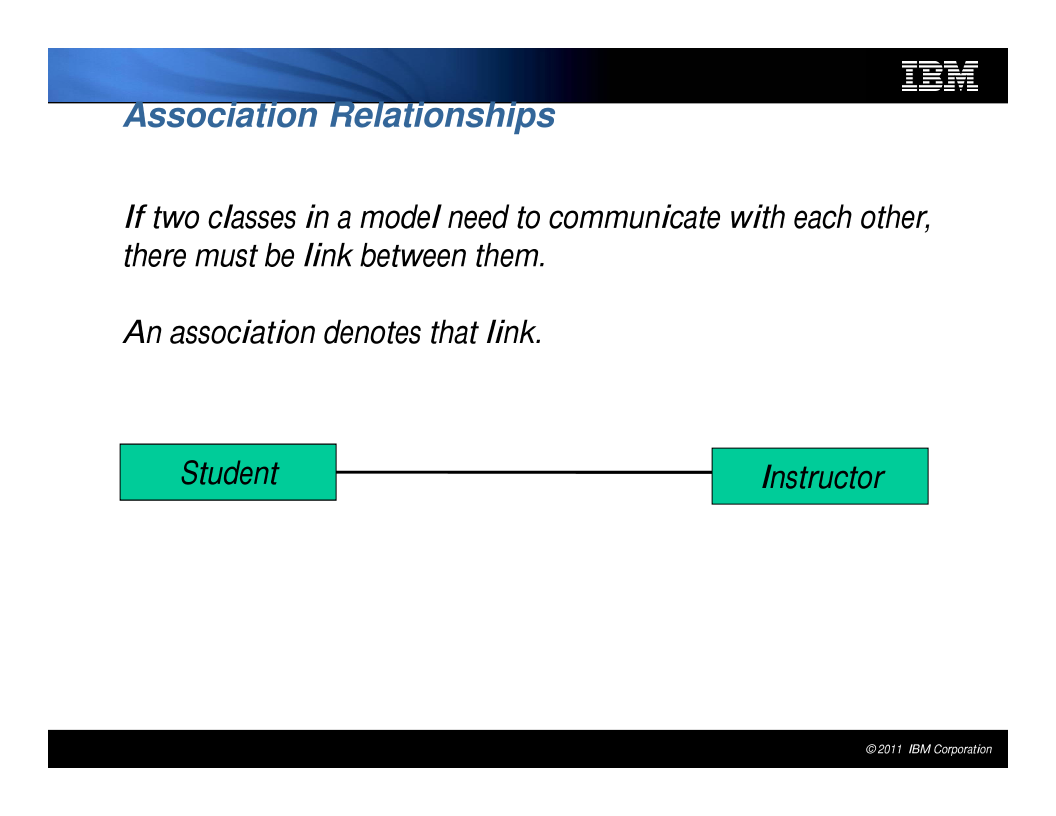 IBM
Association Relationships
If two classes in a model need to communicate with each other,
there must be link between them.
An association denotes that link.
Student
Instructor
© 2011 IBM Corporation